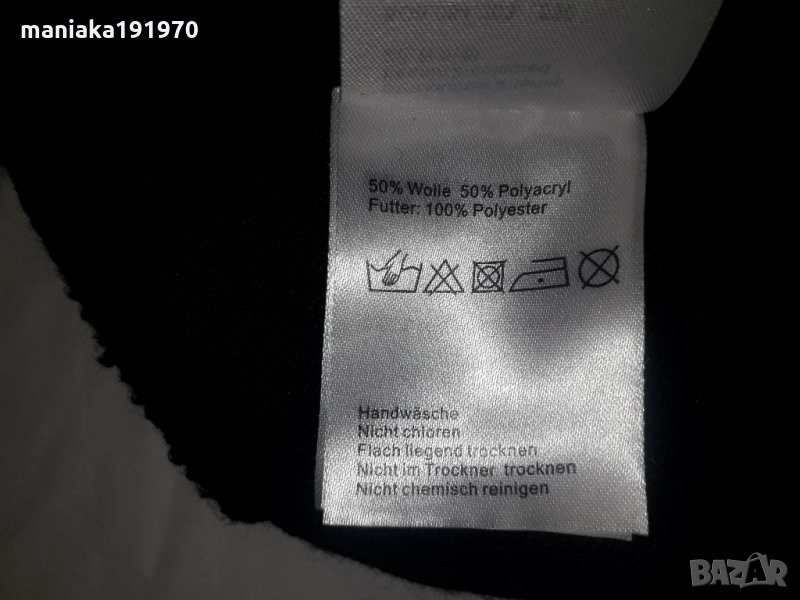 maniaka191970
50% Wolle 50% Polyacryl
Futter: 100% Polyester
Handwäsche
Nicht chloren
Flach liegend trocknen
Nicht im Trockner trocknen
Nicht chemisch reinigen
BAZAR